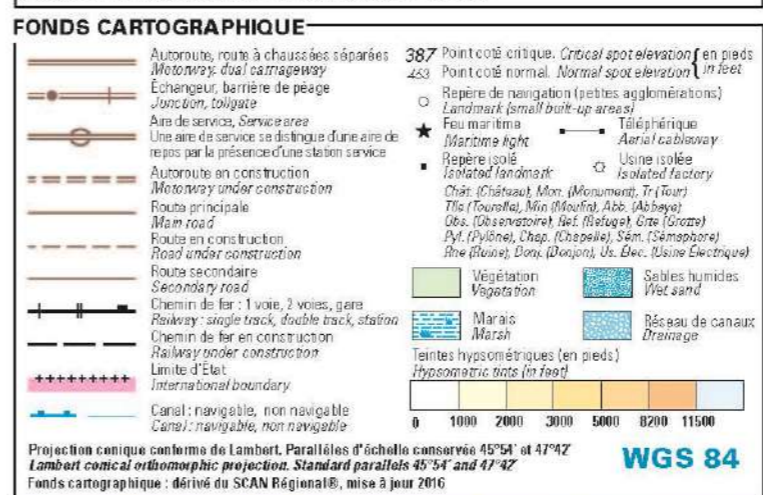 FONDS CARTOGRAPHIQUE
Autoroute, route à chaussées séparées
Motorway, dual carriageway
Échangeur, barrière de péage
Junction, tollgate
Aire de service, Service area
Une aire de service se distingue d'une aire de
repos par la présence d'une station service
Autoroute en construction
Motorway under construction
Route principale
Main road
Route en construction
Road under construction
Route secondaire
Secondary road
Chemin de fer : 1 voie, 2 voies, gare
Railway : single track, double track, station
Chemin de fer en construction
Railway under construction
Limite d'État
International boundary
Canal : navigable, non navigable
Canal : navigable, non navigable
387 Point coté critique. Critical spot elevation { en pieds
453 Point coté normal. Normal spot elevation in feet
Repère de navigation (petites agglomérations)
Landmark (small built-up areas)
Feu maritime
Maritime light
Téléphérique
Aerial cableway
Repère isolé
Isolated landmark
Usine isolée
Isolated factory
Chât. (Château), Mon. (Monument), Tr (Tour)
Tlle (Tourelle), Min (Moulin), Abb. (Abbaye)
Obs. (Observatoire), Ref. (Refuge), Grte (Grotte)
Pyl. (Pylône), Chap. (Chapelle), Sém. (Sémaphore)
Rne (Ruine), Donj. (Donjon), Us. Élec. (Usine Électrique)
Végétation
Vegetation
Sables humides
Wet sand
Marais
Marsh
Réseau de canaux
Drainage
Teintes hypsométriques (en pieds)
Hypsometric tints (in feet)
0 1000 2000 3000 5000 8200 11500
Projection conique conforme de Lambert. Parallèles d'échelle conservée 45°54' et 47°42'
Lambert conical orthomorphic projection. Standard parallels 45°54' and 47°42'
Fonds cartographique : dérivé du SCAN Régional®, mise à jour 2016
WGS 84